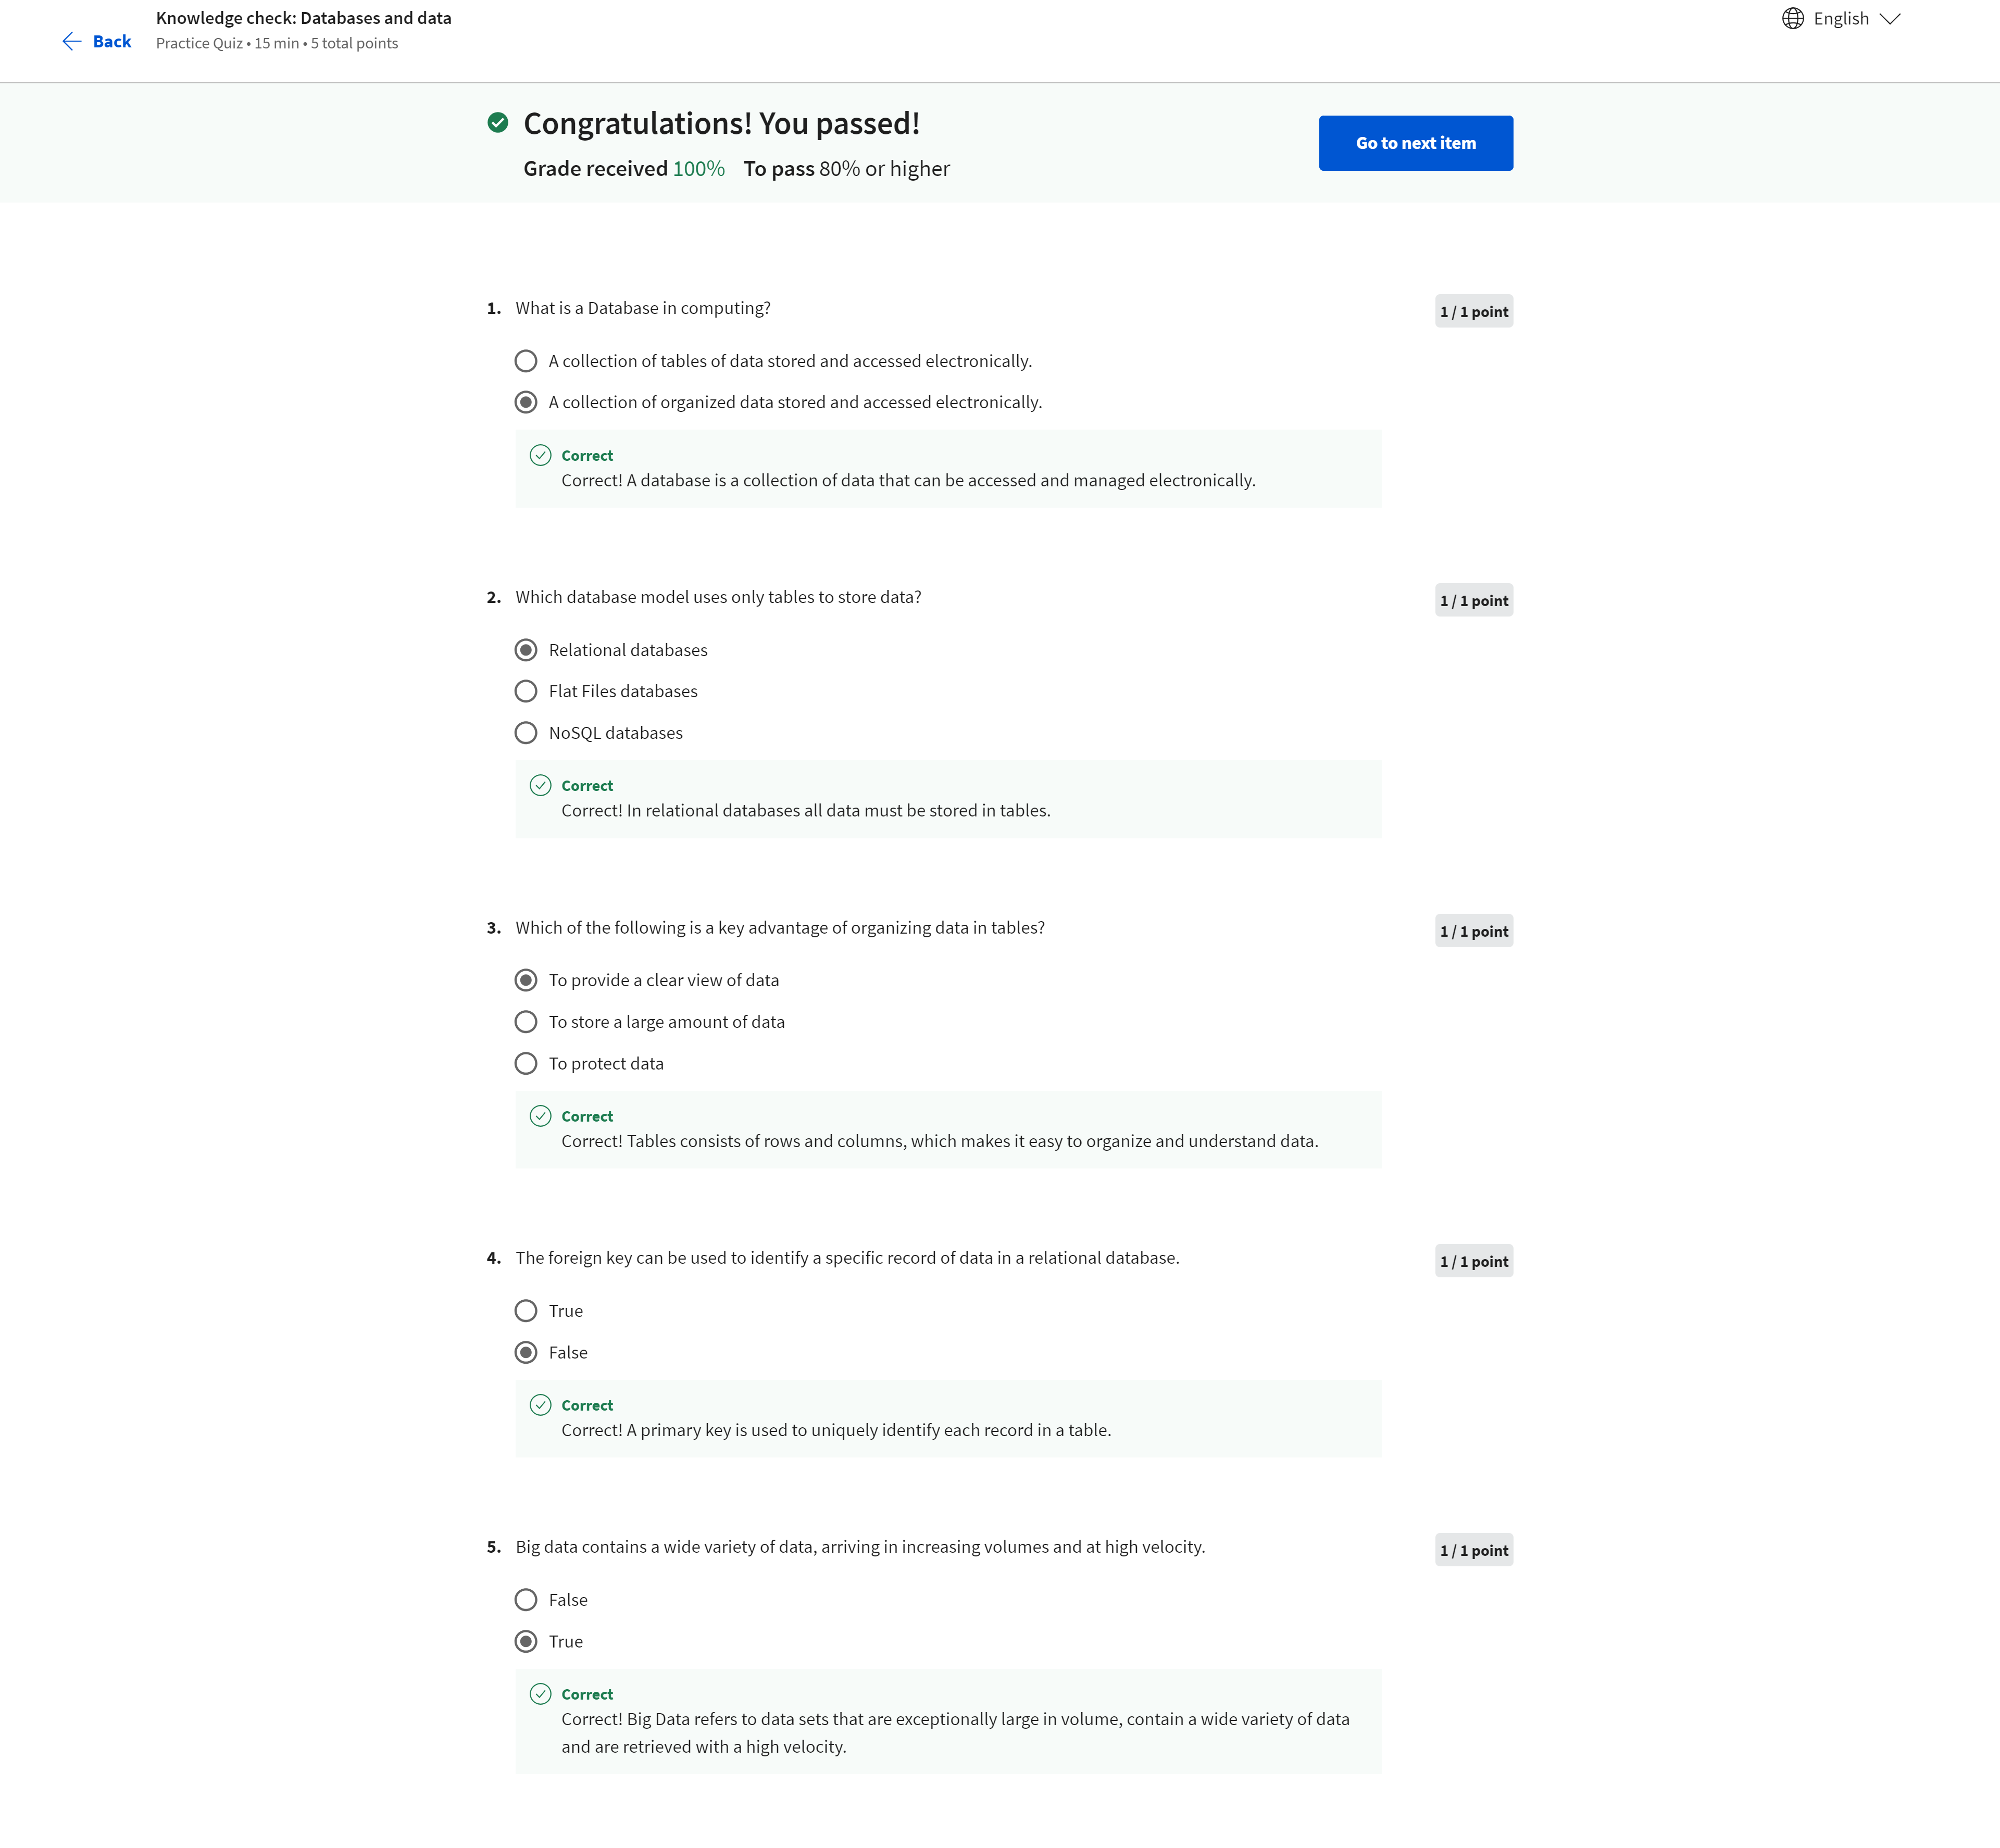 Knowledge check: Databases and data
Back
Practice Quiz • 15 min • 5 total points
English
Congratulations! You passed!
Grade received 100% To pass 80% or higher
Go to next item
1. What is a Database in computing?
1 / 1 point
A collection of tables of data stored and accessed electronically.
A collection of organized data stored and accessed electronically.
Correct
Correct! A database is a collection of data that can be accessed and managed electronically.
2. Which database model uses only tables to store data?
1 / 1 point
Relational databases
Flat Files databases
NoSQL databases
Correct
Correct! In relational databases all data must be stored in tables.
3. Which of the following is a key advantage of organizing data in tables?
1 / 1 point
To provide a clear view of data
To store a large amount of data
To protect data
Correct
Correct! Tables consists of rows and columns, which makes it easy to organize and understand data.
4. The foreign key can be used to identify a specific record of data in a relational database.
1 / 1 point
True
False
Correct
Correct! A primary key is used to uniquely identify each record in a table.
5. Big data contains a wide variety of data, arriving in increasing volumes and at high velocity.
1 / 1 point
False
True
Correct
Correct! Big Data refers to data sets that are exceptionally large in volume, contain a wide variety of data
and are retrieved with a high velocity.